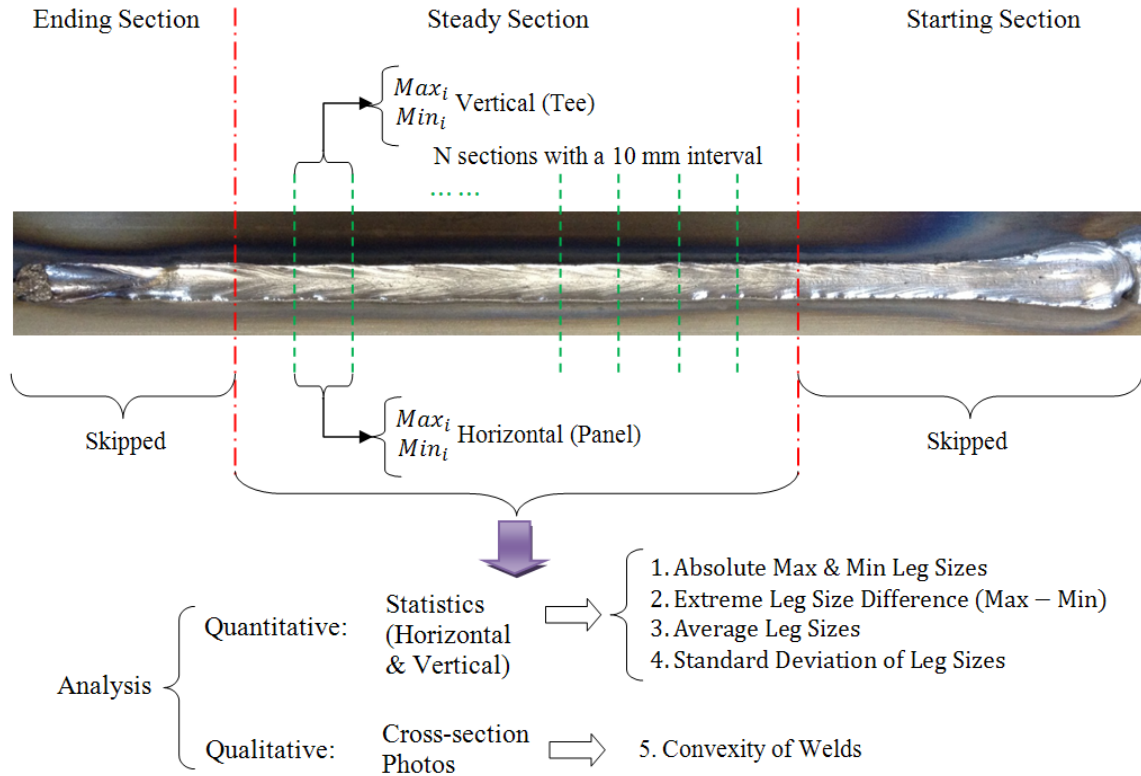 Ending Section
Steady Section
Starting Section
Max_i
Min_i
Vertical (Tee)
N sections with a 10 mm interval
... ...
Max_i
Min_i
Horizontal (Panel)
Skipped
Skipped
Analysis
Quantitative:
Statistics
(Horizontal
& Vertical)
1. Absolute Max & Min Leg Sizes
2. Extreme Leg Size Difference (Max − Min)
3. Average Leg Sizes
4. Standard Deviation of Leg Sizes
Qualitative:
Cross-section
Photos
5. Convexity of Welds